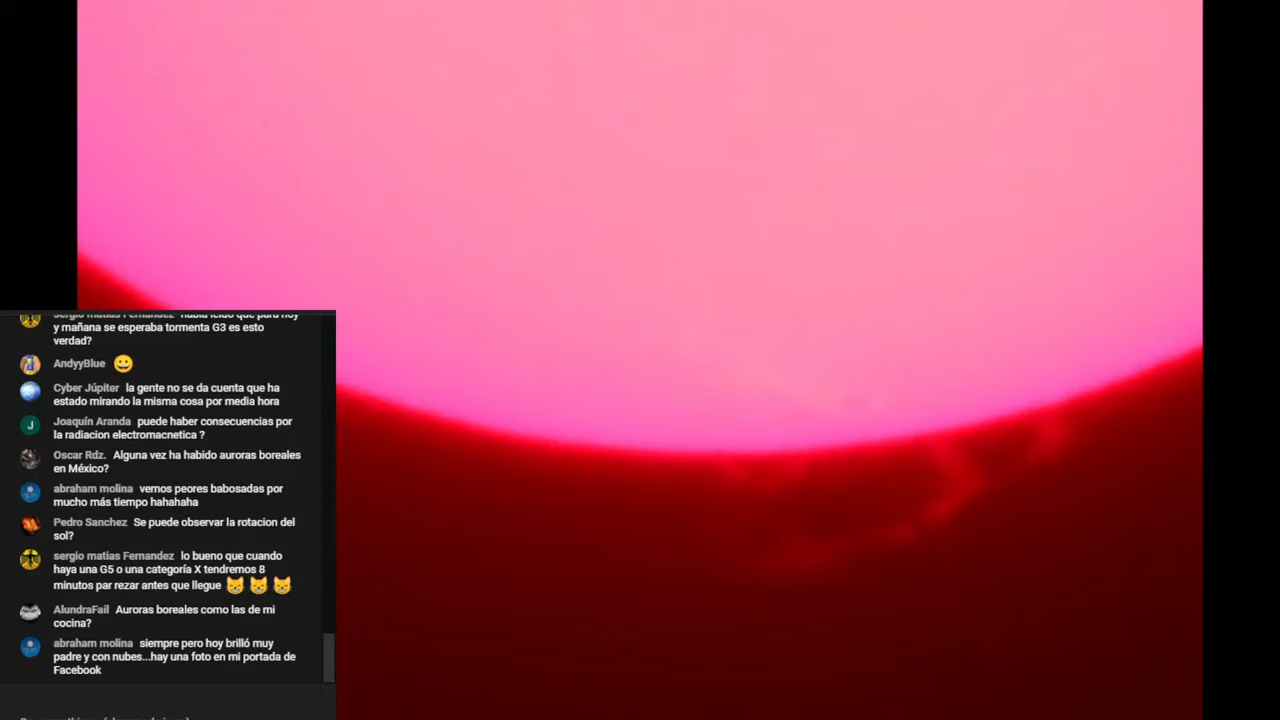 sergio matias Fernandez había leído que para hoy
y mañana se esperaba tormenta G3 es esto
verdad?
AndyyBlue 😀
Cyber Júpiter la gente no se da cuenta que ha
estado mirando la misma cosa por media hora
J
Joaquín Aranda puede haber consecuencias por
la radiacion electromacnetica ?
Oscar Rdz. Alguna vez ha habido auroras boreales
en México?
abraham molina vemos peores babosadas por
mucho más tiempo hahahaha
Pedro Sanchez Se puede observar la rotacion del
sol?
sergio matias Fernandez lo bueno que cuando
haya una G5 o una categoría X tendremos 8
minutos par rezar antes que llegue 😸 😸 😸
AlundraFail Auroras boreales como las de mi
cocina?
abraham molina siempre pero hoy brilló muy
padre y con nubes...hay una foto en mi portada de
Facebook